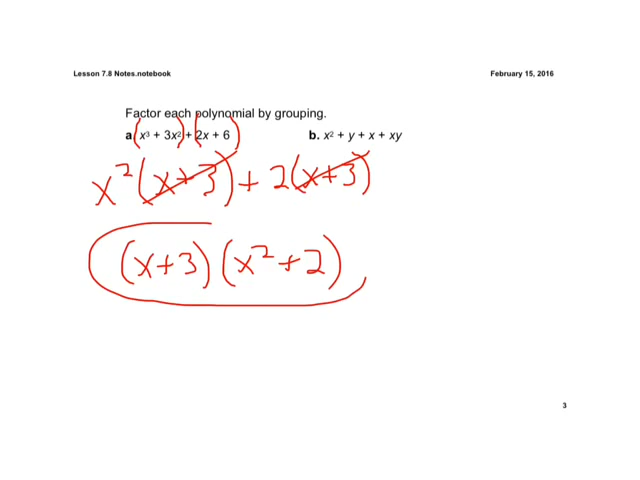 Lesson 7.8 Notes.notebook February 15, 2016
Factor each polynomial by grouping.
a (x³ + 3x²) + (2x + 6) b. x² + y + x + xy
x²(x+3) + 2(x+3)
(x+3)(x²+2)
3